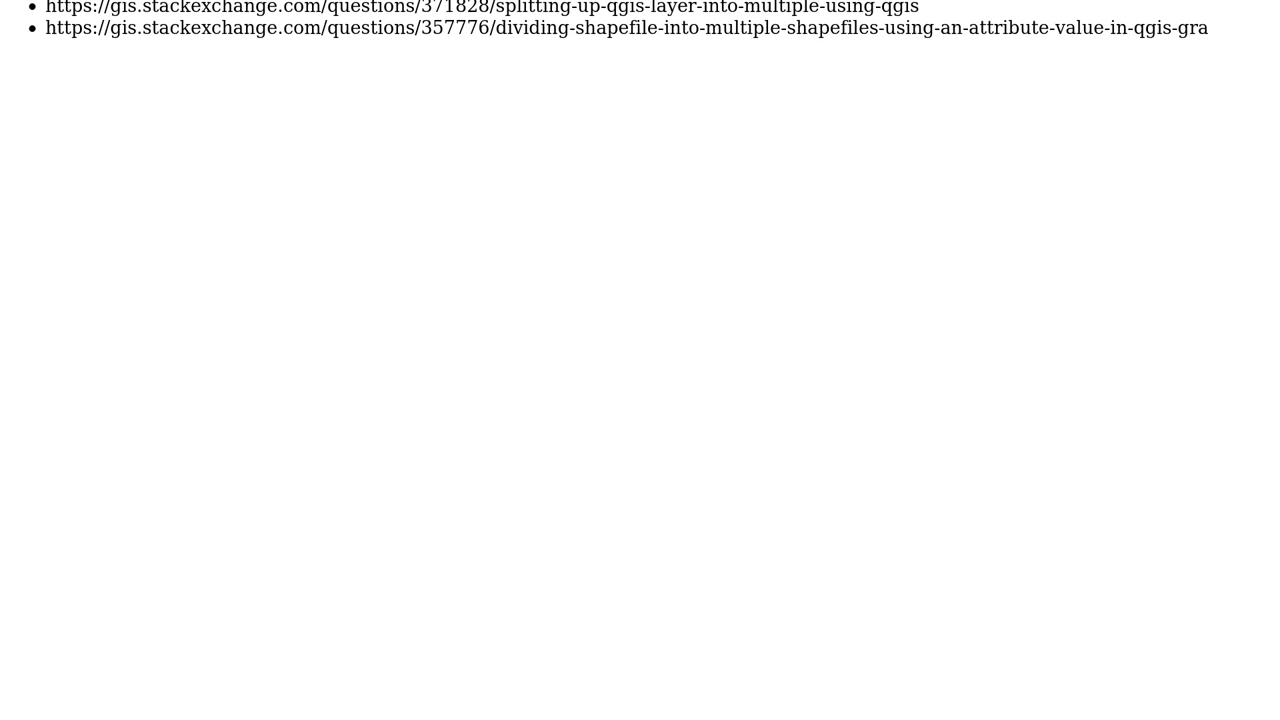 • https://gis.stackexchange.com/questions/371828/splitting-up-qgis-layer-into-multiple-using-qgis
• https://gis.stackexchange.com/questions/357776/dividing-shapefile-into-multiple-shapefiles-using-an-attribute-value-in-qgis-gra